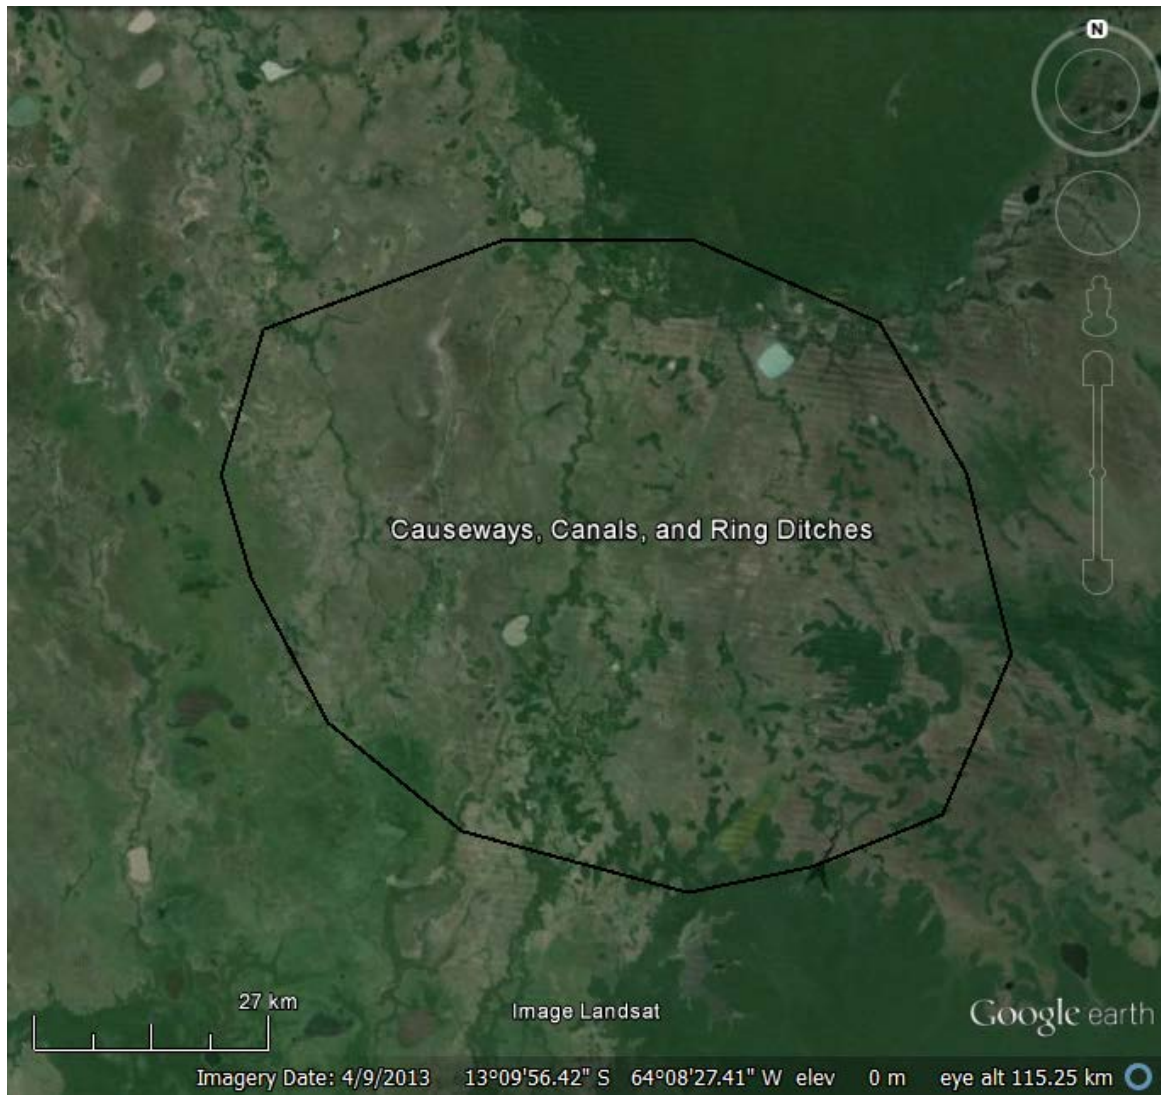 N
Causeways, Canals, and Ring Ditches
27 km
Image Landsat
Google earth
Imagery Date: 4/9/2013 13°09'56.42" S 64°08'27.41" W elev 0 m eye alt 115.25 km